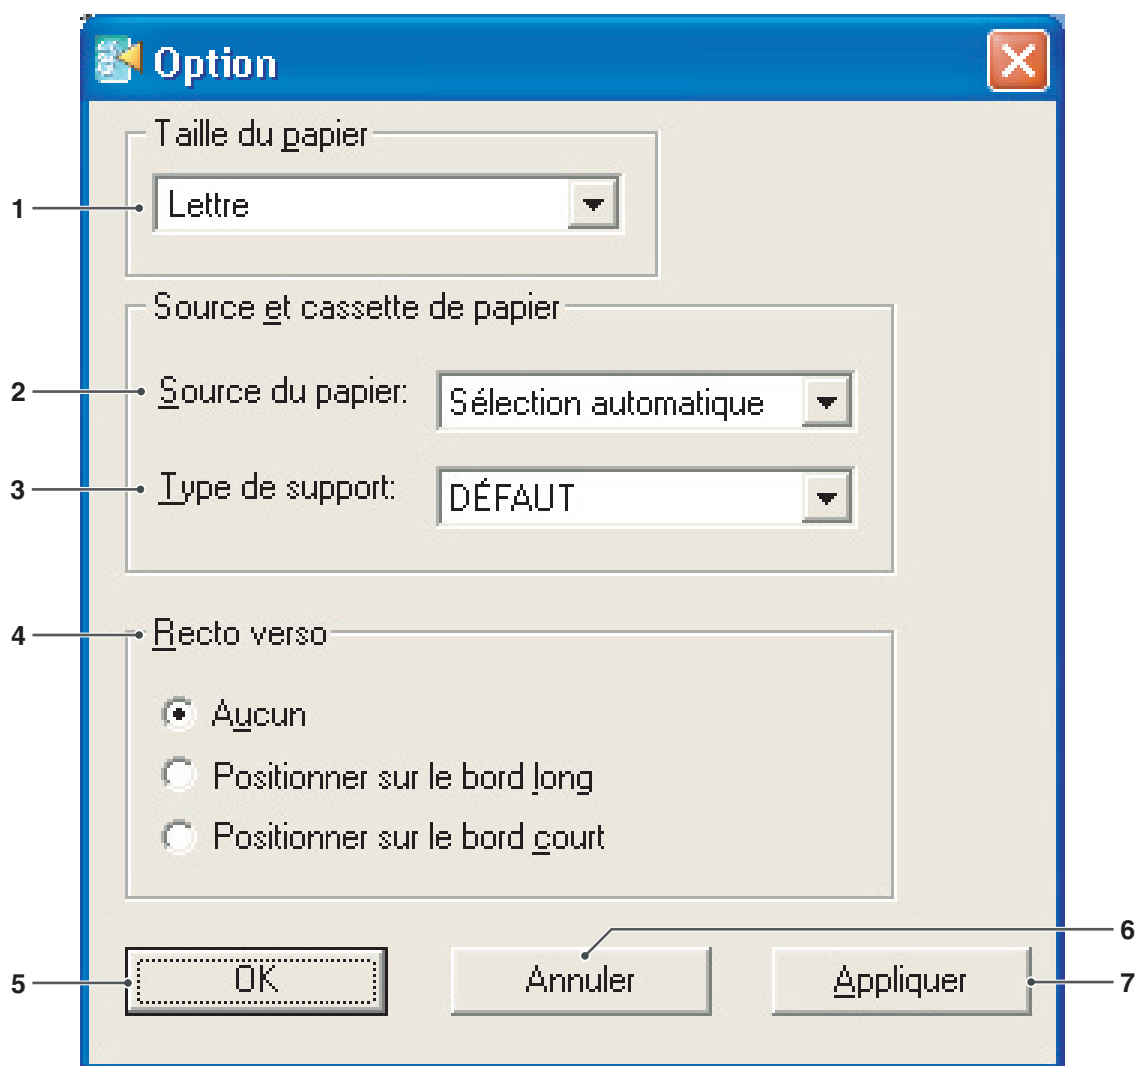 Option
Taille du papier
1
Lettre
Source et cassette de papier
2
Source du papier:
Sélection automatique
3
Type de support:
DÉFAUT
4
Recto verso
Aucun
Positionner sur le bord long
Positionner sur le bord court
6
5
OK
Annuler
Appliquer
7